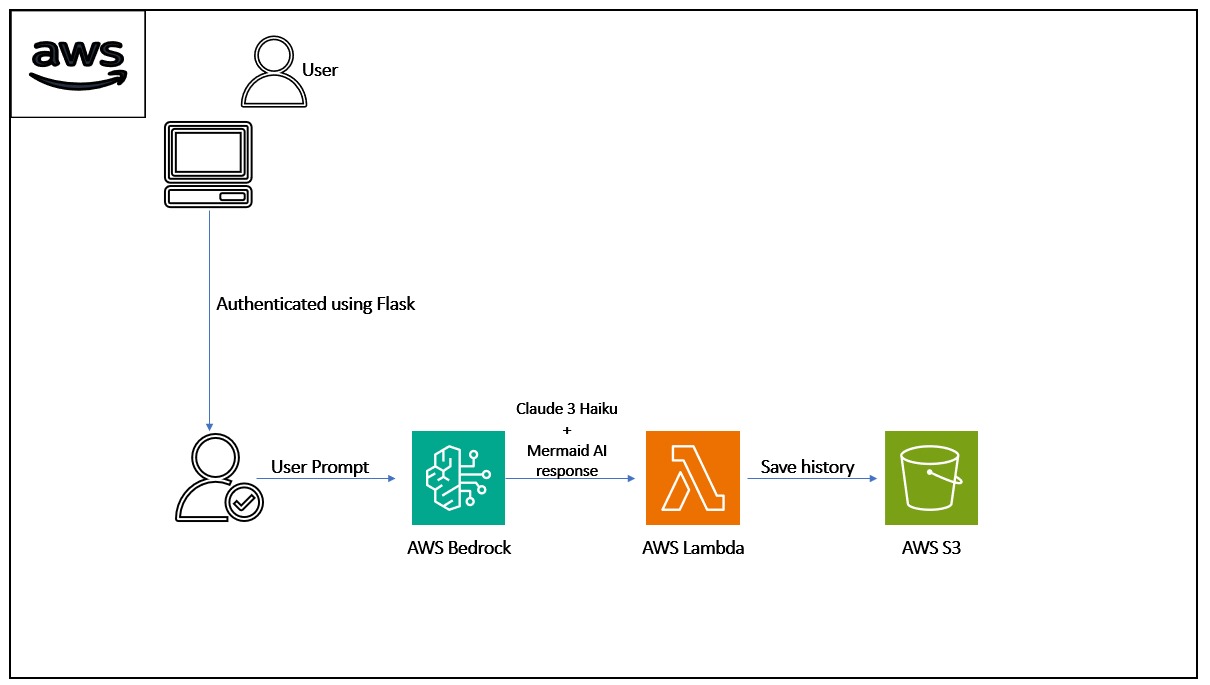 aws
User
Authenticated using Flask
Claude 3 Haiku
+
Mermaid AI
response
User Prompt
Save history
AWS Bedrock
AWS Lambda
AWS S3